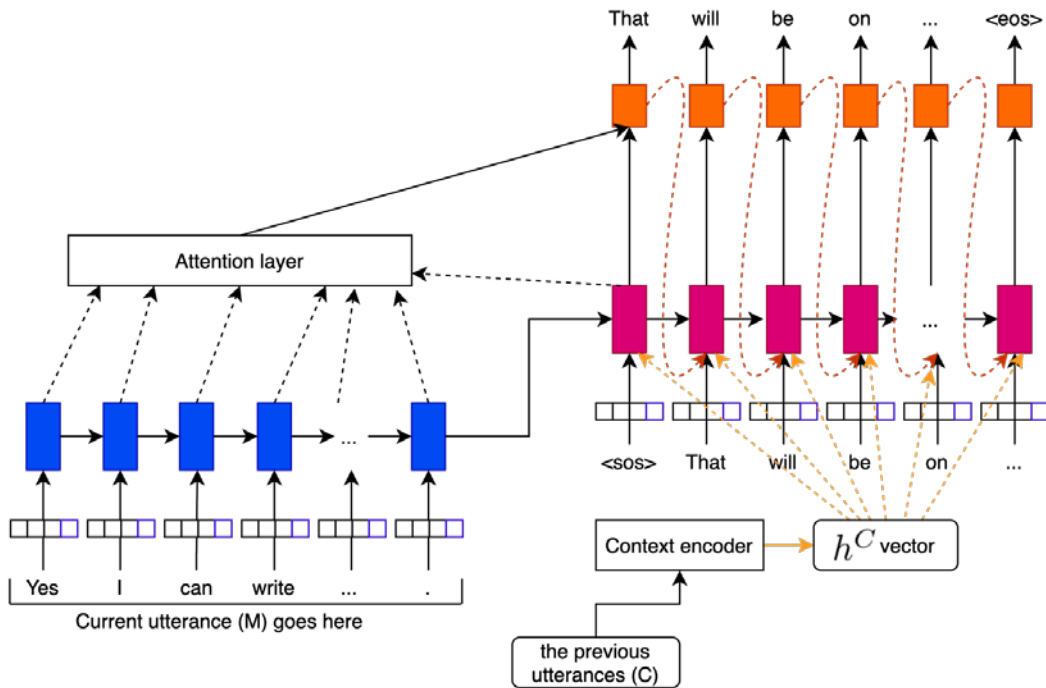 That will be on ... <eos>
Attention layer
...
...
<sos> That will be on ...
Yes I can write ... .
Current utterance (M) goes here
Context encoder
h^C vector
the previous
utterances (C)